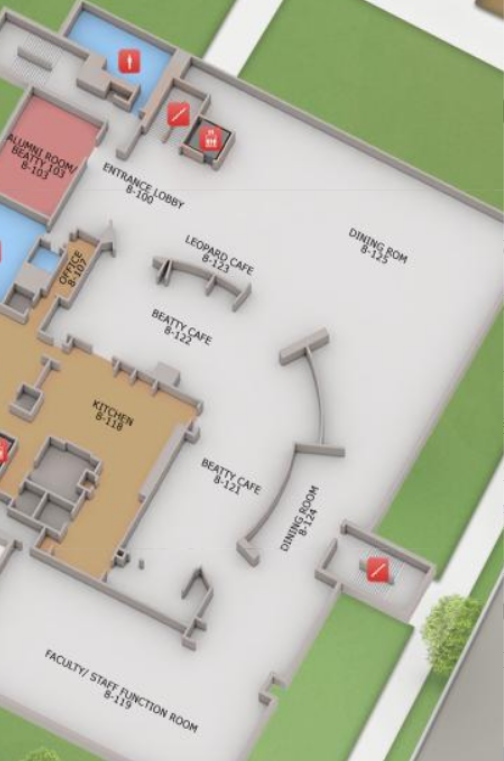 ALUMNI ROOM/
BEATTY 103
8-103
ENTRANCE LOBBY
8-100
DINING ROM
8-125
LEOPARD CAFE
8-123
OFFICE
8-107
BEATTY CAFE
8-122
KITCHEN
8-118
BEATTY CAFE
8-121
DINING ROOM
8-124
FACULTY/ STAFF FUNCTION ROOM
8-119